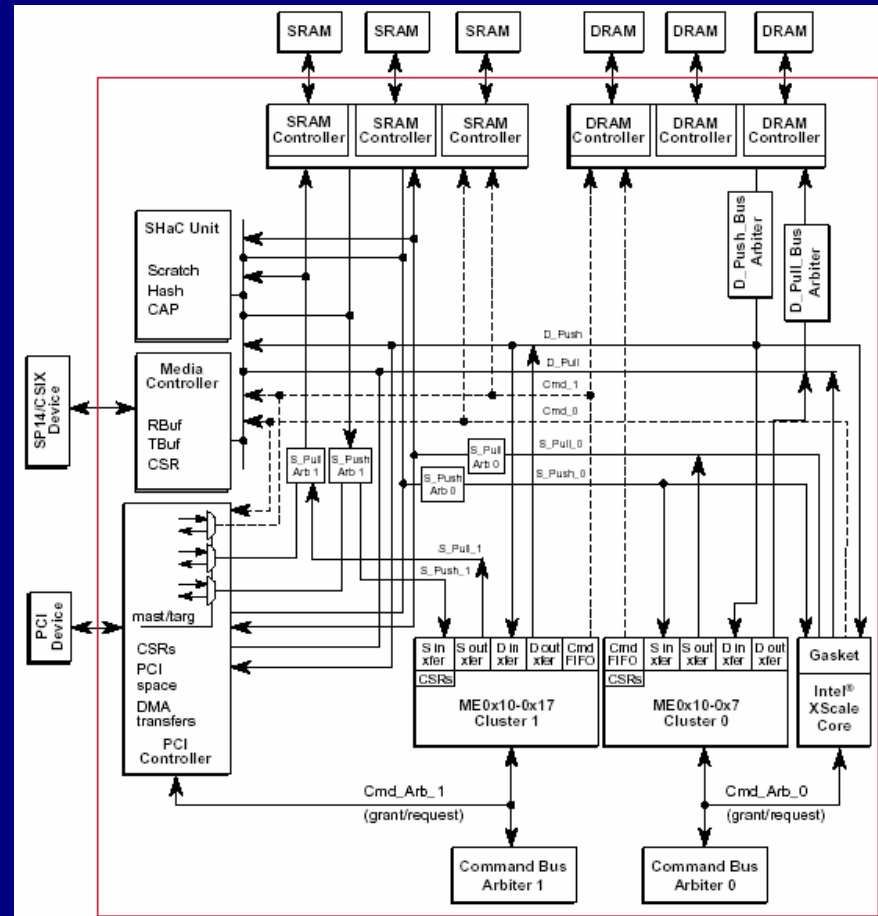 SRAM
SRAM
SRAM
DRAM
DRAM
DRAM
SRAM
Controller
SRAM
Controller
SRAM
Controller
DRAM
Controller
DRAM
Controller
DRAM
Controller
D_Push_Bus
Arbiter
D_Pull_Bus
Arbiter
SHaC Unit
Scratch
Hash
CAP
SP14/CSIX
Device
Media
Controller
RBuf
TBuf
CSR
D_Push
D_Pull
Cmd_1
Cmd_0
S_Pull
Arb 1
S_Push
Arb 1
S_Pull
Arb 0
S_Push
Arb 0
S_Pull_0
S_Push_0
S_Pull_1
S_Push_1
PCI
Device
mast/targ
CSRs
PCI
space
DMA
transfers
PCI
Controller
S in
xfer
S out
xfer
D in
xfer
D out
xfer
Cmd
FIFO
CSRs
ME0x10-0x17
Cluster 1
Cmd
FIFO
S in
xfer
S out
xfer
D in
xfer
D out
xfer
CSRs
ME0x10-0x7
Cluster 0
Gasket
Intel®
XScale
Core
Cmd_Arb_1
(grant/request)
Cmd_Arb_0
(grant/request)
Command Bus
Arbiter 1
Command Bus
Arbiter 0